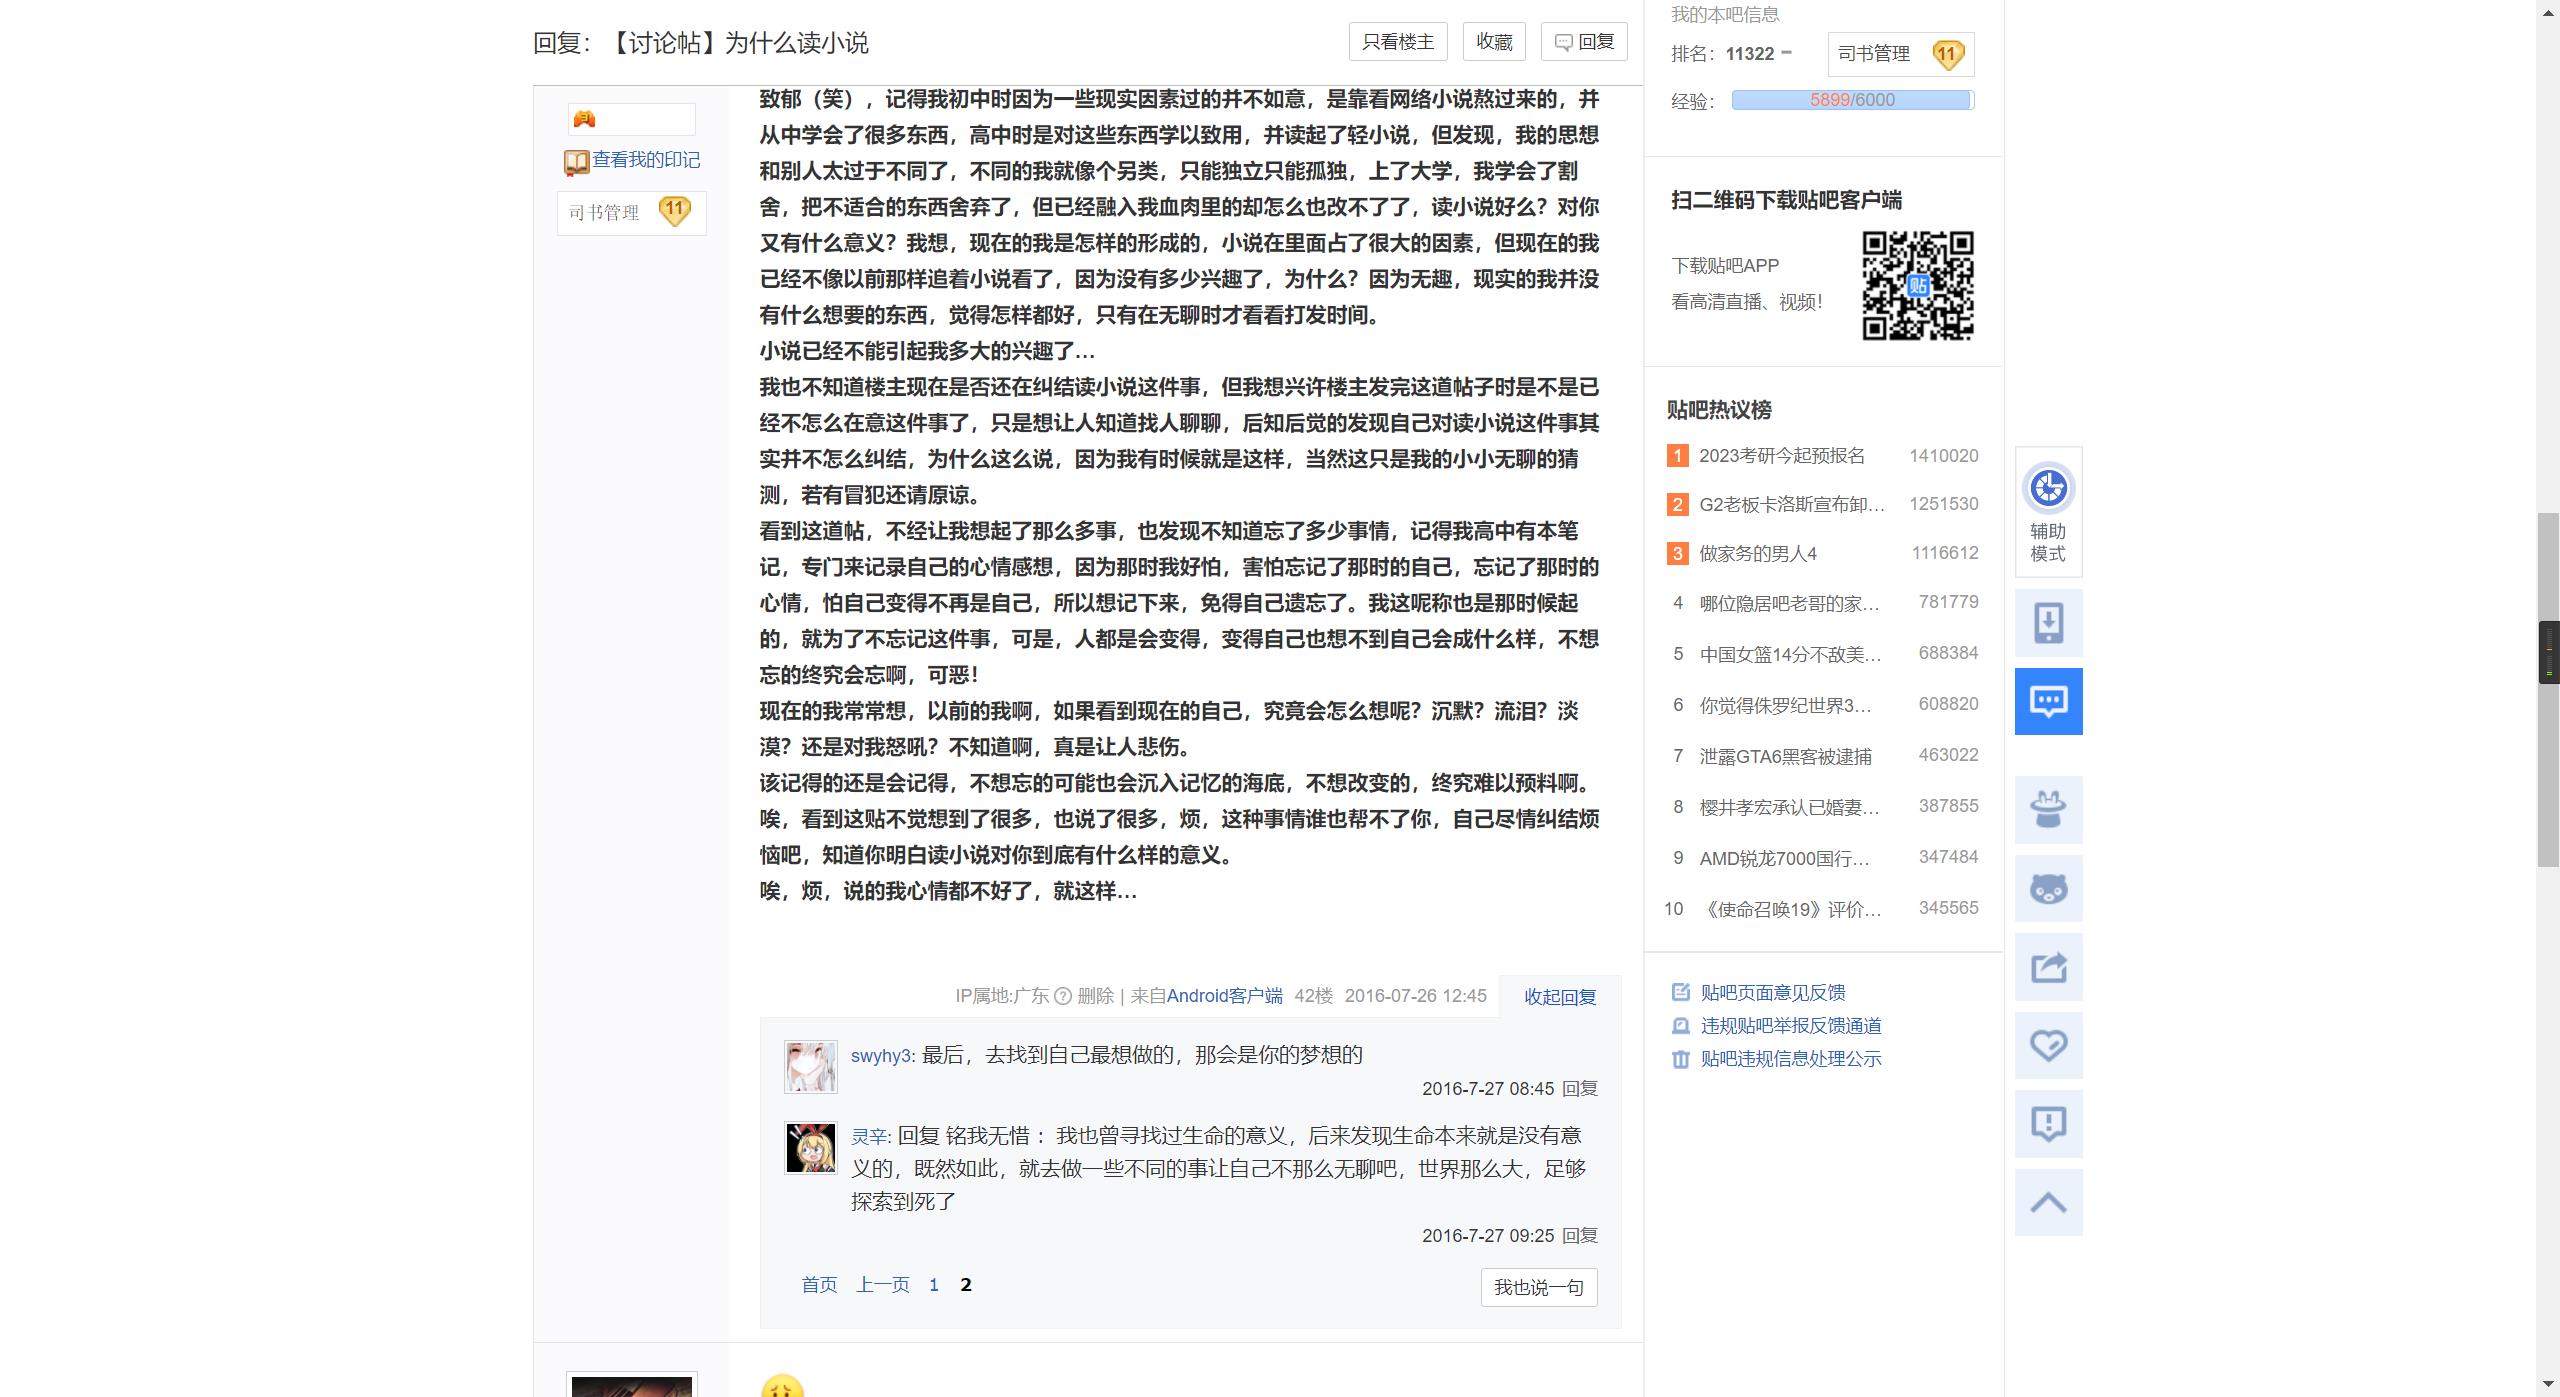 回复：【讨论帖】为什么读小说
只看楼主
收藏
回复
3
查看我的印记
司书管理 11
致郁（笑），记得我初中时因为一些现实因素过的并不如意，是靠看网络小说熬过来的，并
从中学会了很多东西，高中时是对这些东西学以致用，并读起了轻小说，但发现，我的思想
和别人太过于不同了，不同的我就像个另类，只能独立只能孤独，上了大学，我学会了割
舍，把不适合的东西舍弃了，但已经融入我血肉里的却怎么也改不了了，读小说好么？对你
又有什么意义？我想，现在的我是怎样的形成的，小说在里面占了很大的因素，但现在的我
已经不像以前那样追着小说看了，因为没有多少兴趣了，为什么？因为无趣，现实的我并没
有什么想要的东西，觉得怎样都好，只有在无聊时才看看打发时间。
小说已经不能引起我多大的兴趣了…
我也不知道楼主现在是否还在纠结读小说这件事，但我想兴许楼主发完这道帖子时是不是已
经不怎么在意这件事了，只是想让人知道找人聊聊，后知后觉的发现自己对读小说这件事其
实并不怎么纠结，为什么这么说，因为我有时候就是这样，当然这只是我的小小无聊的猜
测，若有冒犯还请原谅。
看到这道帖，不经让我想起了那么多事，也发现不知道忘了多少事情，记得我高中有本笔
记，专门来记录自己的心情感想，因为那时我好怕，害怕忘记了那时的自己，忘记了那时的
心情，怕自己变得不再是自己，所以想记下来，免得自己遗忘了。我这呢称也是那时候起
的，就为了不忘记这件事，可是，人都是会变得，变得自己也想不到自己会成什么样，不想
忘的终究会忘啊，可恶！
现在的我常常想，以前的我啊，如果看到现在的自己，究竟会怎么想呢？沉默？流泪？淡
漠？还是对我怒吼？不知道啊，真是让人悲伤。
该记得的还是会记得，不想忘的可能也会沉入记忆的海底，不想改变的，终究难以预料啊。
唉，看到这贴不觉想到了很多，也说了很多，烦，这种事情谁也帮不了你，自己尽情纠结烦
恼吧，知道你明白读小说对你到底有什么样的意义。
唉，烦，说的我心情都不好了，就这样…
IP属地:广东 ? 删除 | 来自Android客户端 42楼 2016-07-26 12:45 收起回复
swyhy3: 最后，去找到自己最想做的，那会是你的梦想的
2016-7-27 08:45 回复
灵辛: 回复 铭我无惜 ：我也曾寻找过生命的意义，后来发现生命本来就是没有意
义的，既然如此，就去做一些不同的事让自己不那么无聊吧，世界那么大，足够
探索到死了
2016-7-27 09:25 回复
首页 上一页 1 2
我也说一句
我的本吧信息
排名：11322 －
司书管理 11
经验：5899/6000
扫二维码下载贴吧客户端
下载贴吧APP
看高清直播、视频！
贴
贴吧热议榜
1 2023考研今起预报名 1410020
2 G2老板卡洛斯宣布卸… 1251530
3 做家务的男人4 1116612
4 哪位隐居吧老哥的家… 781779
5 中国女篮14分不敌美… 688384
6 你觉得侏罗纪世界3… 608820
7 泄露GTA6黑客被逮捕 463022
8 樱井孝宏承认已婚妻… 387855
9 AMD锐龙7000国行… 347484
10 《使命召唤19》评价… 345565
贴吧页面意见反馈
违规贴吧举报反馈通道
贴吧违规信息处理公示
辅助
模式